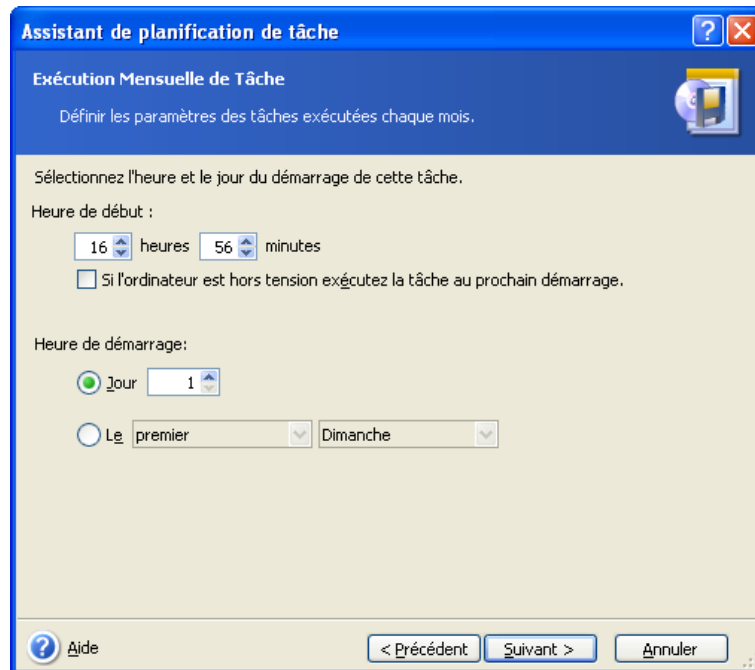 Assistant de planification de tâche
Exécution Mensuelle de Tâche
Définir les paramètres des tâches exécutées chaque mois.
Sélectionnez l'heure et le jour du démarrage de cette tâche.
Heure de début :
16 heures 56 minutes
Si l'ordinateur est hors tension exécutez la tâche au prochain démarrage.
Heure de démarrage:
Jour 1
Le premier Dimanche
Aide < Précédent Suivant > Annuler